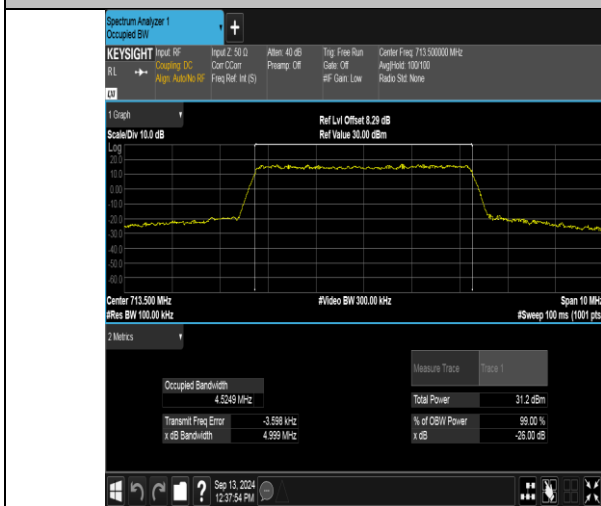 Spectrum Analyzer 1
Occupied BW
+
KEYSIGHT
RL
Input: RF
Coupling: DC
Align: Auto/No RF
Input Z: 50 Ω
Corr CCorr
Freq Ref: Int (S)
Atten: 40 dB
Preamp: Off
Trig: Free Run
Gate: Off
#IF Gain: Low
Center Freq: 713.500000 MHz
Avg|Hold: 100/100
Radio Std: None
1 Graph
Scale/Div 10.0 dB
Ref Lvl Offset 8.29 dB
Ref Value 30.00 dBm
Log
20.0
10.0
0.00
-10.0
-20.0
-30.0
-40.0
-50.0
-60.0
Center 713.500 MHz
#Video BW 300.00 kHz
Span 10 MHz
#Res BW 100.00 kHz
#Sweep 100 ms (1001 pts
2 Metrics
Measure Trace
Trace 1
Occupied Bandwidth
4.5249 MHz
Total Power
31.2 dBm
Transmit Freq Error
-3.598 kHz
% of OBW Power
99.00 %
x dB Bandwidth
4.999 MHz
x dB
-26.00 dB
?
Sep 13, 2024
12:37:54 PM